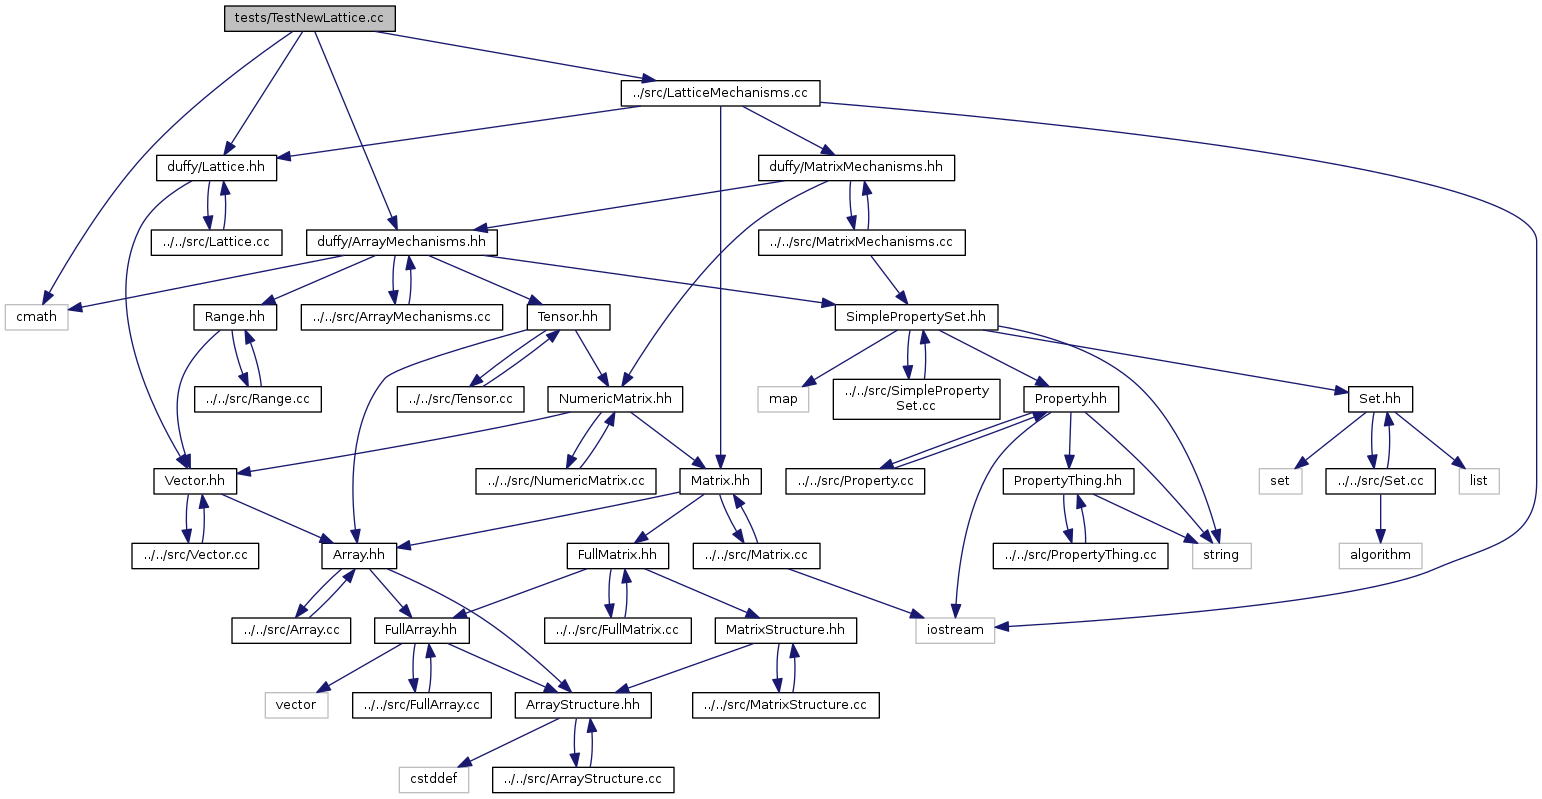 tests/TestNewLattice.cc
../src/LatticeMechanisms.cc
duffy/Lattice.hh
duffy/MatrixMechanisms.hh
../../src/Lattice.cc
duffy/ArrayMechanisms.hh
../../src/MatrixMechanisms.cc
cmath
Range.hh
../../src/ArrayMechanisms.cc
Tensor.hh
SimplePropertySet.hh
../../src/Range.cc
../../src/Tensor.cc
NumericMatrix.hh
map
../../src/SimpleProperty
Set.cc
Property.hh
Set.hh
Vector.hh
../../src/NumericMatrix.cc
Matrix.hh
../../src/Property.cc
PropertyThing.hh
set
../../src/Set.cc
list
../../src/Vector.cc
Array.hh
FullMatrix.hh
../../src/Matrix.cc
../../src/PropertyThing.cc
string
algorithm
../../src/Array.cc
FullArray.hh
../../src/FullMatrix.cc
MatrixStructure.hh
iostream
vector
../../src/FullArray.cc
ArrayStructure.hh
../../src/MatrixStructure.cc
cstddef
../../src/ArrayStructure.cc